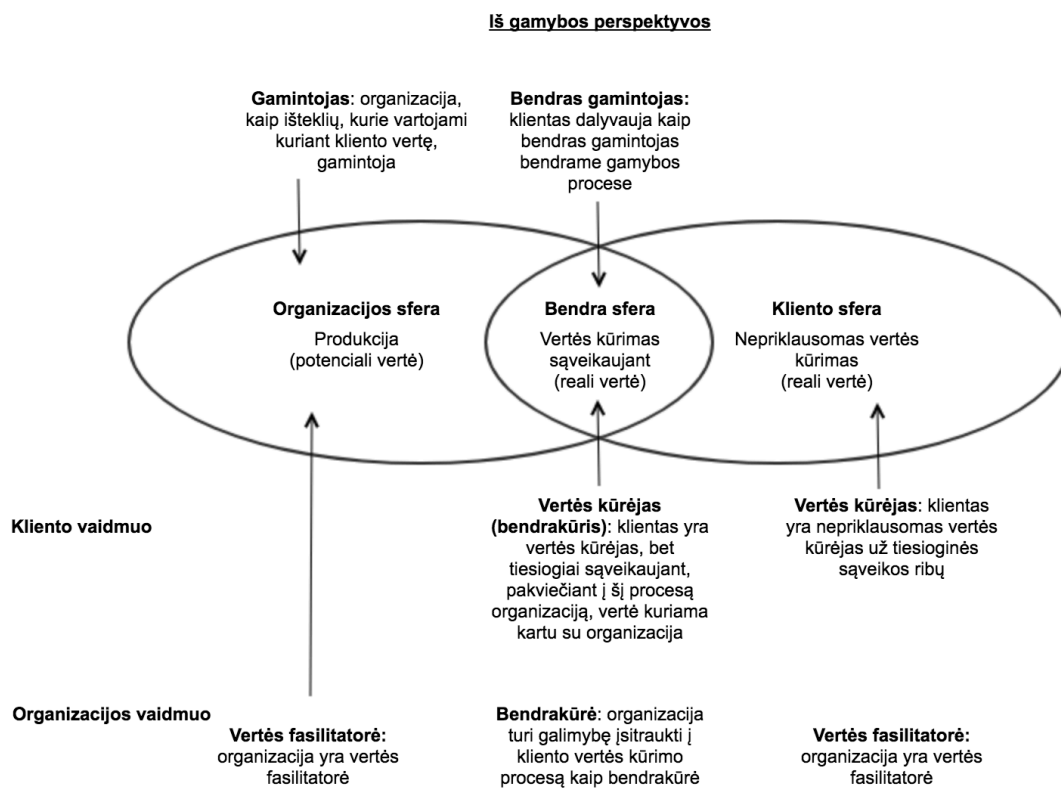 Iš gamybos perspektyvos
Gamintojas: organizacija,
kaip išteklių, kurie vartojami
kuriant kliento vertę,
gamintoja
Bendras gamintojas:
klientas dalyvauja kaip
bendras gamintojas
bendrame gamybos
procese
Organizacijos sfera
Produkcija
(potenciali vertė)
Bendra sfera
Vertės kūrimas
sąveikaujant
(reali vertė)
Kliento sfera
Nepriklausomas vertės
kūrimas
(reali vertė)
Kliento vaidmuo
Vertės kūrėjas
(bendrakūris): klientas yra
vertės kūrėjas, bet
tiesiogiai sąveikaujant,
pakviečiant į šį procesą
organizaciją, vertė kuriama
kartu su organizacija
Vertės kūrėjas: klientas
yra nepriklausomas vertės
kūrėjas už tiesioginės
sąveikos ribų
Organizacijos vaidmuo
Vertės fasilitatorė:
organizacija yra vertės
fasilitatorė
Bendrakūrė: organizacija
turi galimybę įsitraukti į
kliento vertės kūrimo
procesą kaip bendrakūrė
Vertės fasilitatorė:
organizacija yra vertės
fasilitatorė